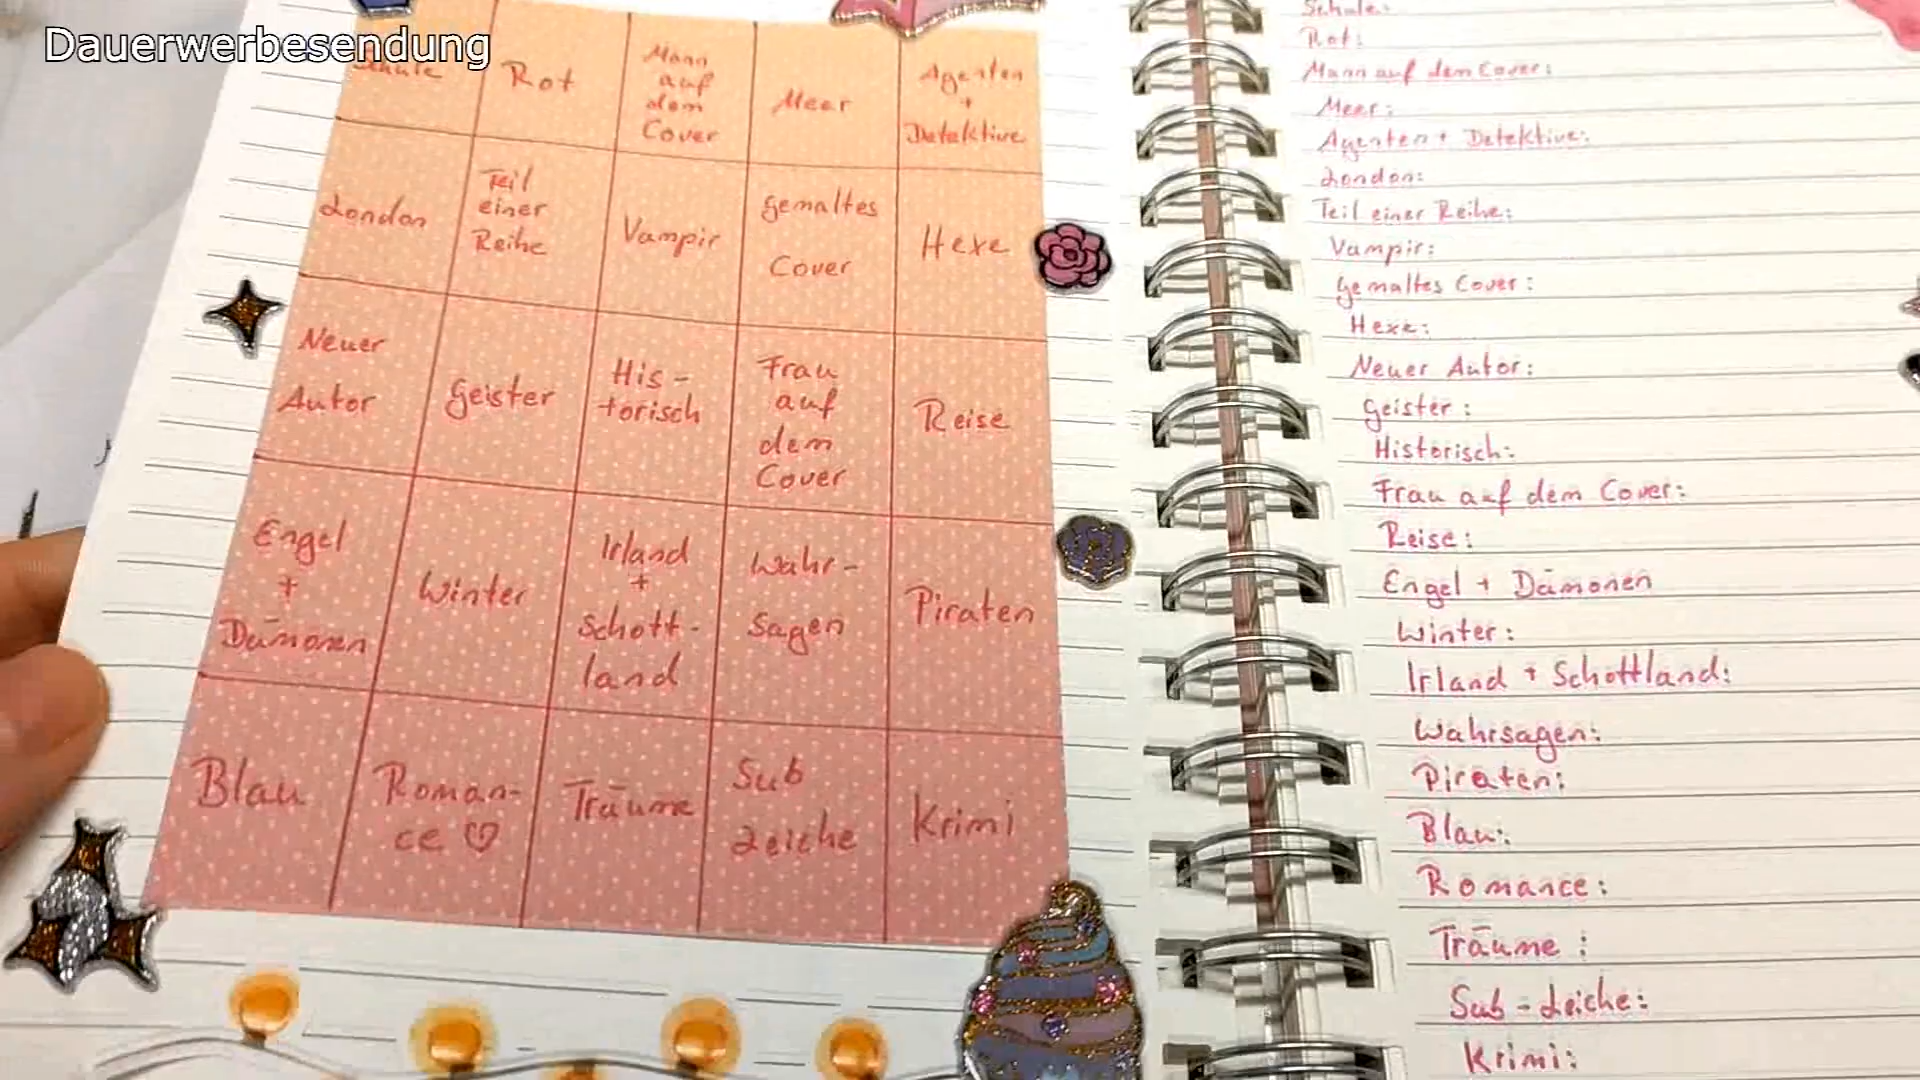 Dauerwerbesendung
Schule
Rot
Mann
auf
dem
Cover
Meer
Agenten
+
Detektive
London
Teil
einer
Reihe
Vampir
gemaltes
Cover
Hexe
Neuer
Autor
Geister
His-
torisch
Frau
auf
dem
Cover
Reise
Engel
+
Dämonen
Winter
Irland
+
Schott-
land
Wahr-
sagen
Piraten
Blau
Roman-
ce ♡
Träume
Sub
Leiche
Krimi
Schule:
Rot:
Mann auf dem Cover:
Meer:
Agenten + Detektive:
London:
Teil einer Reihe:
Vampir:
gemaltes Cover:
Hexe:
Neuer Autor:
Geister:
Historisch:
Frau auf dem Cover:
Reise:
Engel + Dämonen
Winter:
Irland + Schottland:
Wahrsagen:
Piraten:
Blau:
Romance:
Träume:
Sub-Leiche:
Krimi: